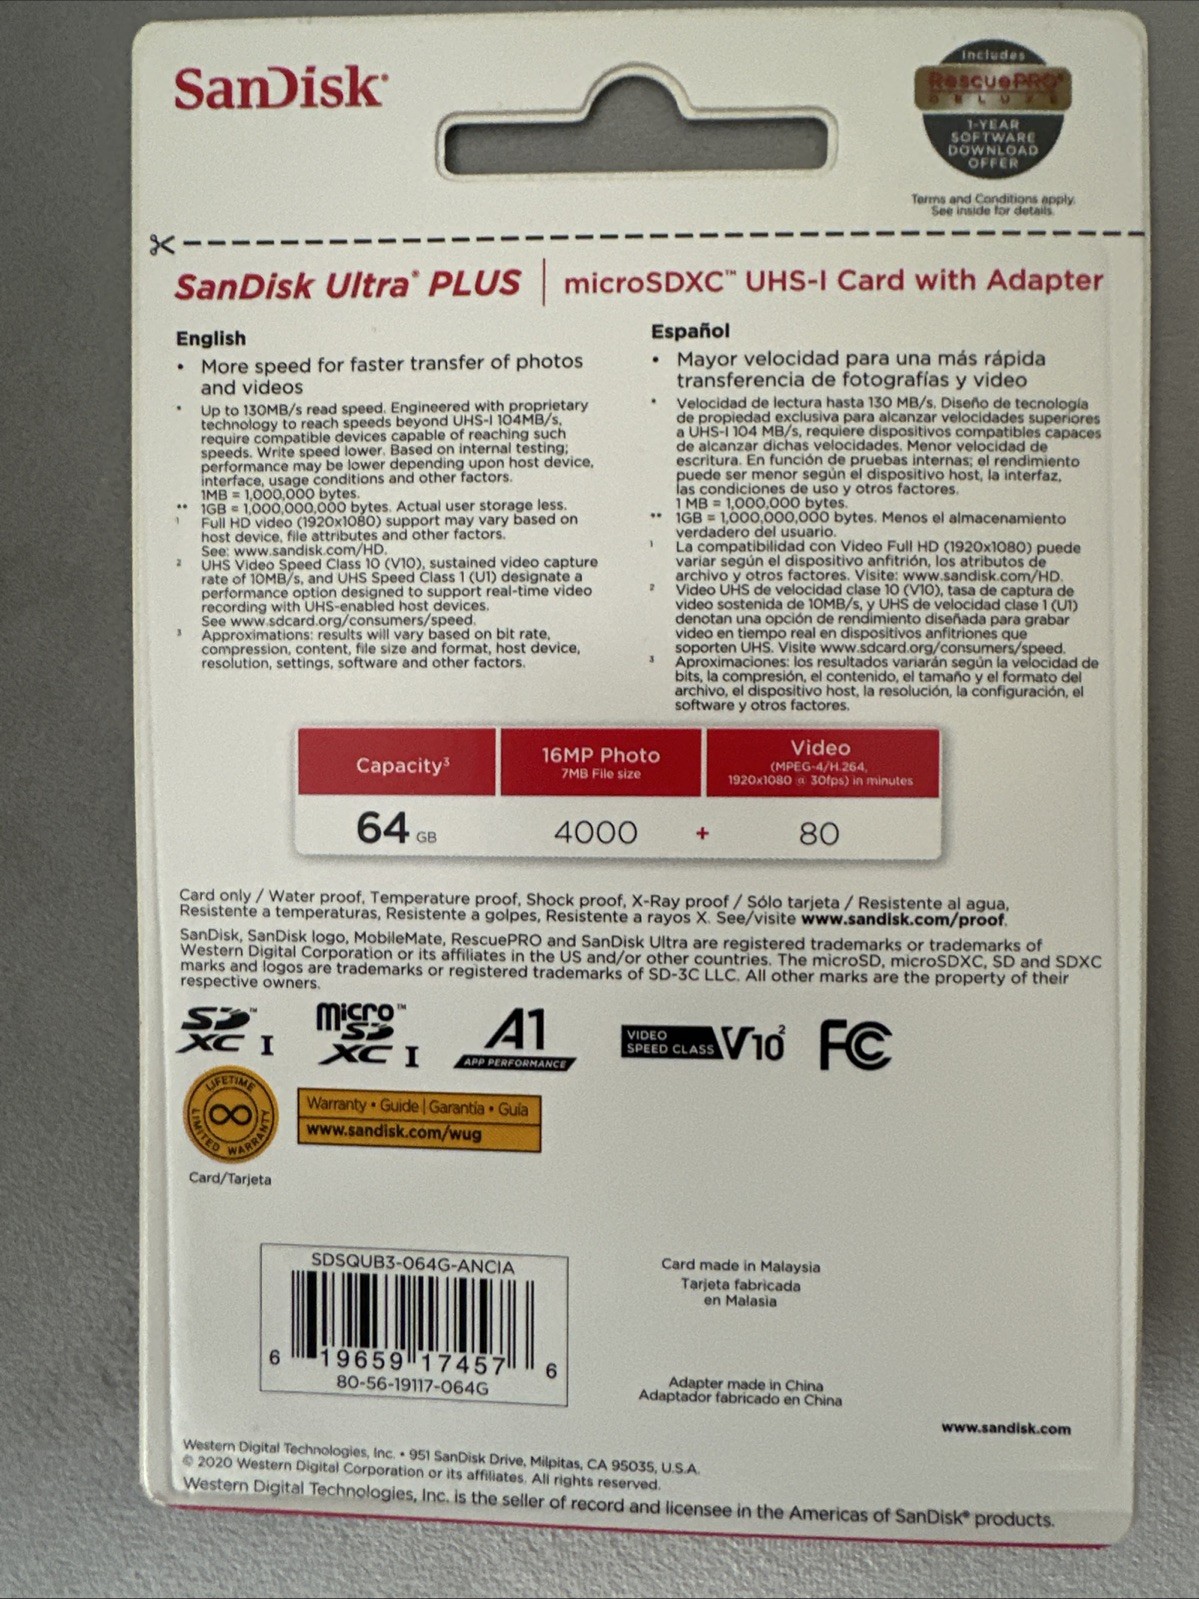 SanDisk®
Includes
RescuePRO®
DELUXE
1-YEAR
SOFTWARE
DOWNLOAD
OFFER
Terms and Conditions apply.
See inside for details.
SanDisk Ultra® PLUS | microSDXC™ UHS-I Card with Adapter
English
• More speed for faster transfer of photos
and videos
* Up to 130MB/s read speed. Engineered with proprietary
technology to reach speeds beyond UHS-I 104MB/s,
require compatible devices capable of reaching such
speeds. Write speed lower. Based on internal testing;
performance may be lower depending upon host device,
interface, usage conditions and other factors.
1MB = 1,000,000 bytes.
** 1GB = 1,000,000,000 bytes. Actual user storage less.
1 Full HD video (1920x1080) support may vary based on
host device, file attributes and other factors.
See: www.sandisk.com/HD.
2 UHS Video Speed Class 10 (V10), sustained video capture
rate of 10MB/s, and UHS Speed Class 1 (U1) designate a
performance option designed to support real-time video
recording with UHS-enabled host devices.
See www.sdcard.org/consumers/speed.
3 Approximations: results will vary based on bit rate,
compression, content, file size and format, host device,
resolution, settings, software and other factors.
Español
• Mayor velocidad para una más rápida
transferencia de fotografías y video
* Velocidad de lectura hasta 130 MB/s. Diseño de tecnología
de propiedad exclusiva para alcanzar velocidades superiores
a UHS-I 104 MB/s, requiere dispositivos compatibles capaces
de alcanzar dichas velocidades. Menor velocidad de
escritura. En función de pruebas internas; el rendimiento
puede ser menor según el dispositivo host, la interfaz,
las condiciones de uso y otros factores.
1 MB = 1,000,000 bytes.
** 1GB = 1,000,000,000 bytes. Menos el almacenamiento
verdadero del usuario.
1 La compatibilidad con Video Full HD (1920x1080) puede
variar según el dispositivo anfitrión, los atributos de
archivo y otros factores. Visite: www.sandisk.com/HD.
2 Video UHS de velocidad clase 10 (V10), tasa de captura de
video sostenida de 10MB/s, y UHS de velocidad clase 1 (U1)
denotan una opción de rendimiento diseñada para grabar
video en tiempo real en dispositivos anfitriones que
soporten UHS. Visite www.sdcard.org/consumers/speed.
3 Aproximaciones: los resultados variarán según la velocidad de
bits, la compresión, el contenido, el tamaño y el formato del
archivo, el dispositivo host, la resolución, la configuración, el
software y otros factores.
Capacity3
16MP Photo
7MB File size
Video
(MPEG-4/H.264,
1920x1080 @ 30fps) in minutes
64 GB 4000 + 80
Card only / Water proof, Temperature proof, Shock proof, X-Ray proof / Sólo tarjeta / Resistente al agua,
Resistente a temperaturas, Resistente a golpes, Resistente a rayos X. See/visite www.sandisk.com/proof.
SanDisk, SanDisk logo, MobileMate, RescuePRO and SanDisk Ultra are registered trademarks or trademarks of
Western Digital Corporation or its affiliates in the US and/or other countries. The microSD, microSDXC, SD and SDXC
marks and logos are trademarks or registered trademarks of SD-3C LLC. All other marks are the property of their
respective owners.
SD™ XC I
micro™ SD XC I
A1
APP PERFORMANCE
VIDEO
SPEED CLASS V10 2
FC
LIFETIME
LIMITED WARRANTY
Warranty • Guide | Garantía • Guía
www.sandisk.com/wug
Card/Tarjeta
SDSQUB3-064G-ANCIA
6 19659 17457 6
80-56-19117-064G
Card made in Malaysia
Tarjeta fabricada
en Malasia
Adapter made in China
Adaptador fabricado en China
www.sandisk.com
Western Digital Technologies, Inc. • 951 SanDisk Drive, Milpitas, CA 95035, U.S.A.
© 2020 Western Digital Corporation or its affiliates. All rights reserved.
Western Digital Technologies, Inc. is the seller of record and licensee in the Americas of SanDisk® products.